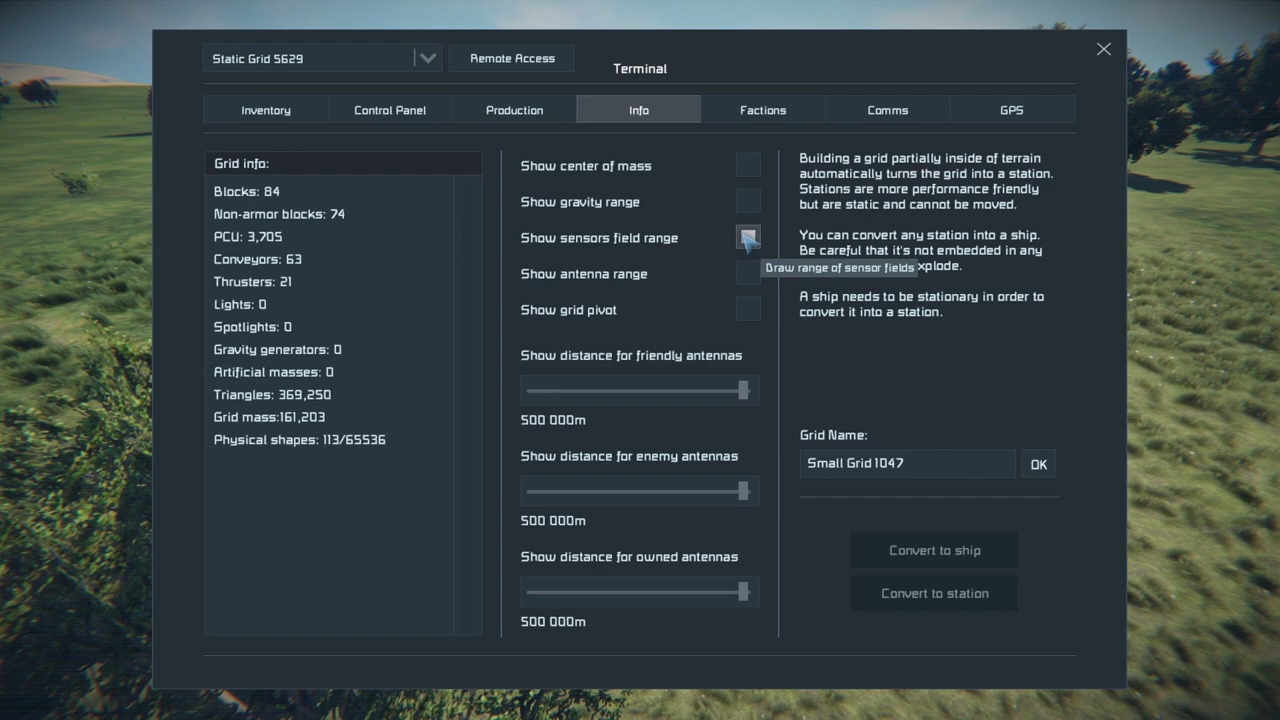 Static Grid 5629
Remote Access
Terminal
Inventory
Control Panel
Production
Info
Factions
Comms
GPS
Grid info:
Blocks: 84
Non-armor blocks: 74
PCU: 3,705
Conveyors: 63
Thrusters: 21
Lights: 0
Spotlights: 0
Gravity generators: 0
Artificial masses: 0
Triangles: 369,250
Grid mass:161,203
Physical shapes: 113/65536
Show center of mass
Show gravity range
Show sensors field range
Show antenna range
Show grid pivot
Show distance for friendly antennas
500 000m
Show distance for enemy antennas
500 000m
Show distance for owned antennas
500 000m
Building a grid partially inside of terrain
automatically turns the grid into a station.
Stations are more performance friendly
but are static and cannot be moved.
You can convert any station into a ship.
Be careful that it's not embedded in any
Draw range of sensor fields
xplode.
A ship needs to be stationary in order to
convert it into a station.
Grid Name:
Small Grid 1047
OK
Convert to ship
Convert to station